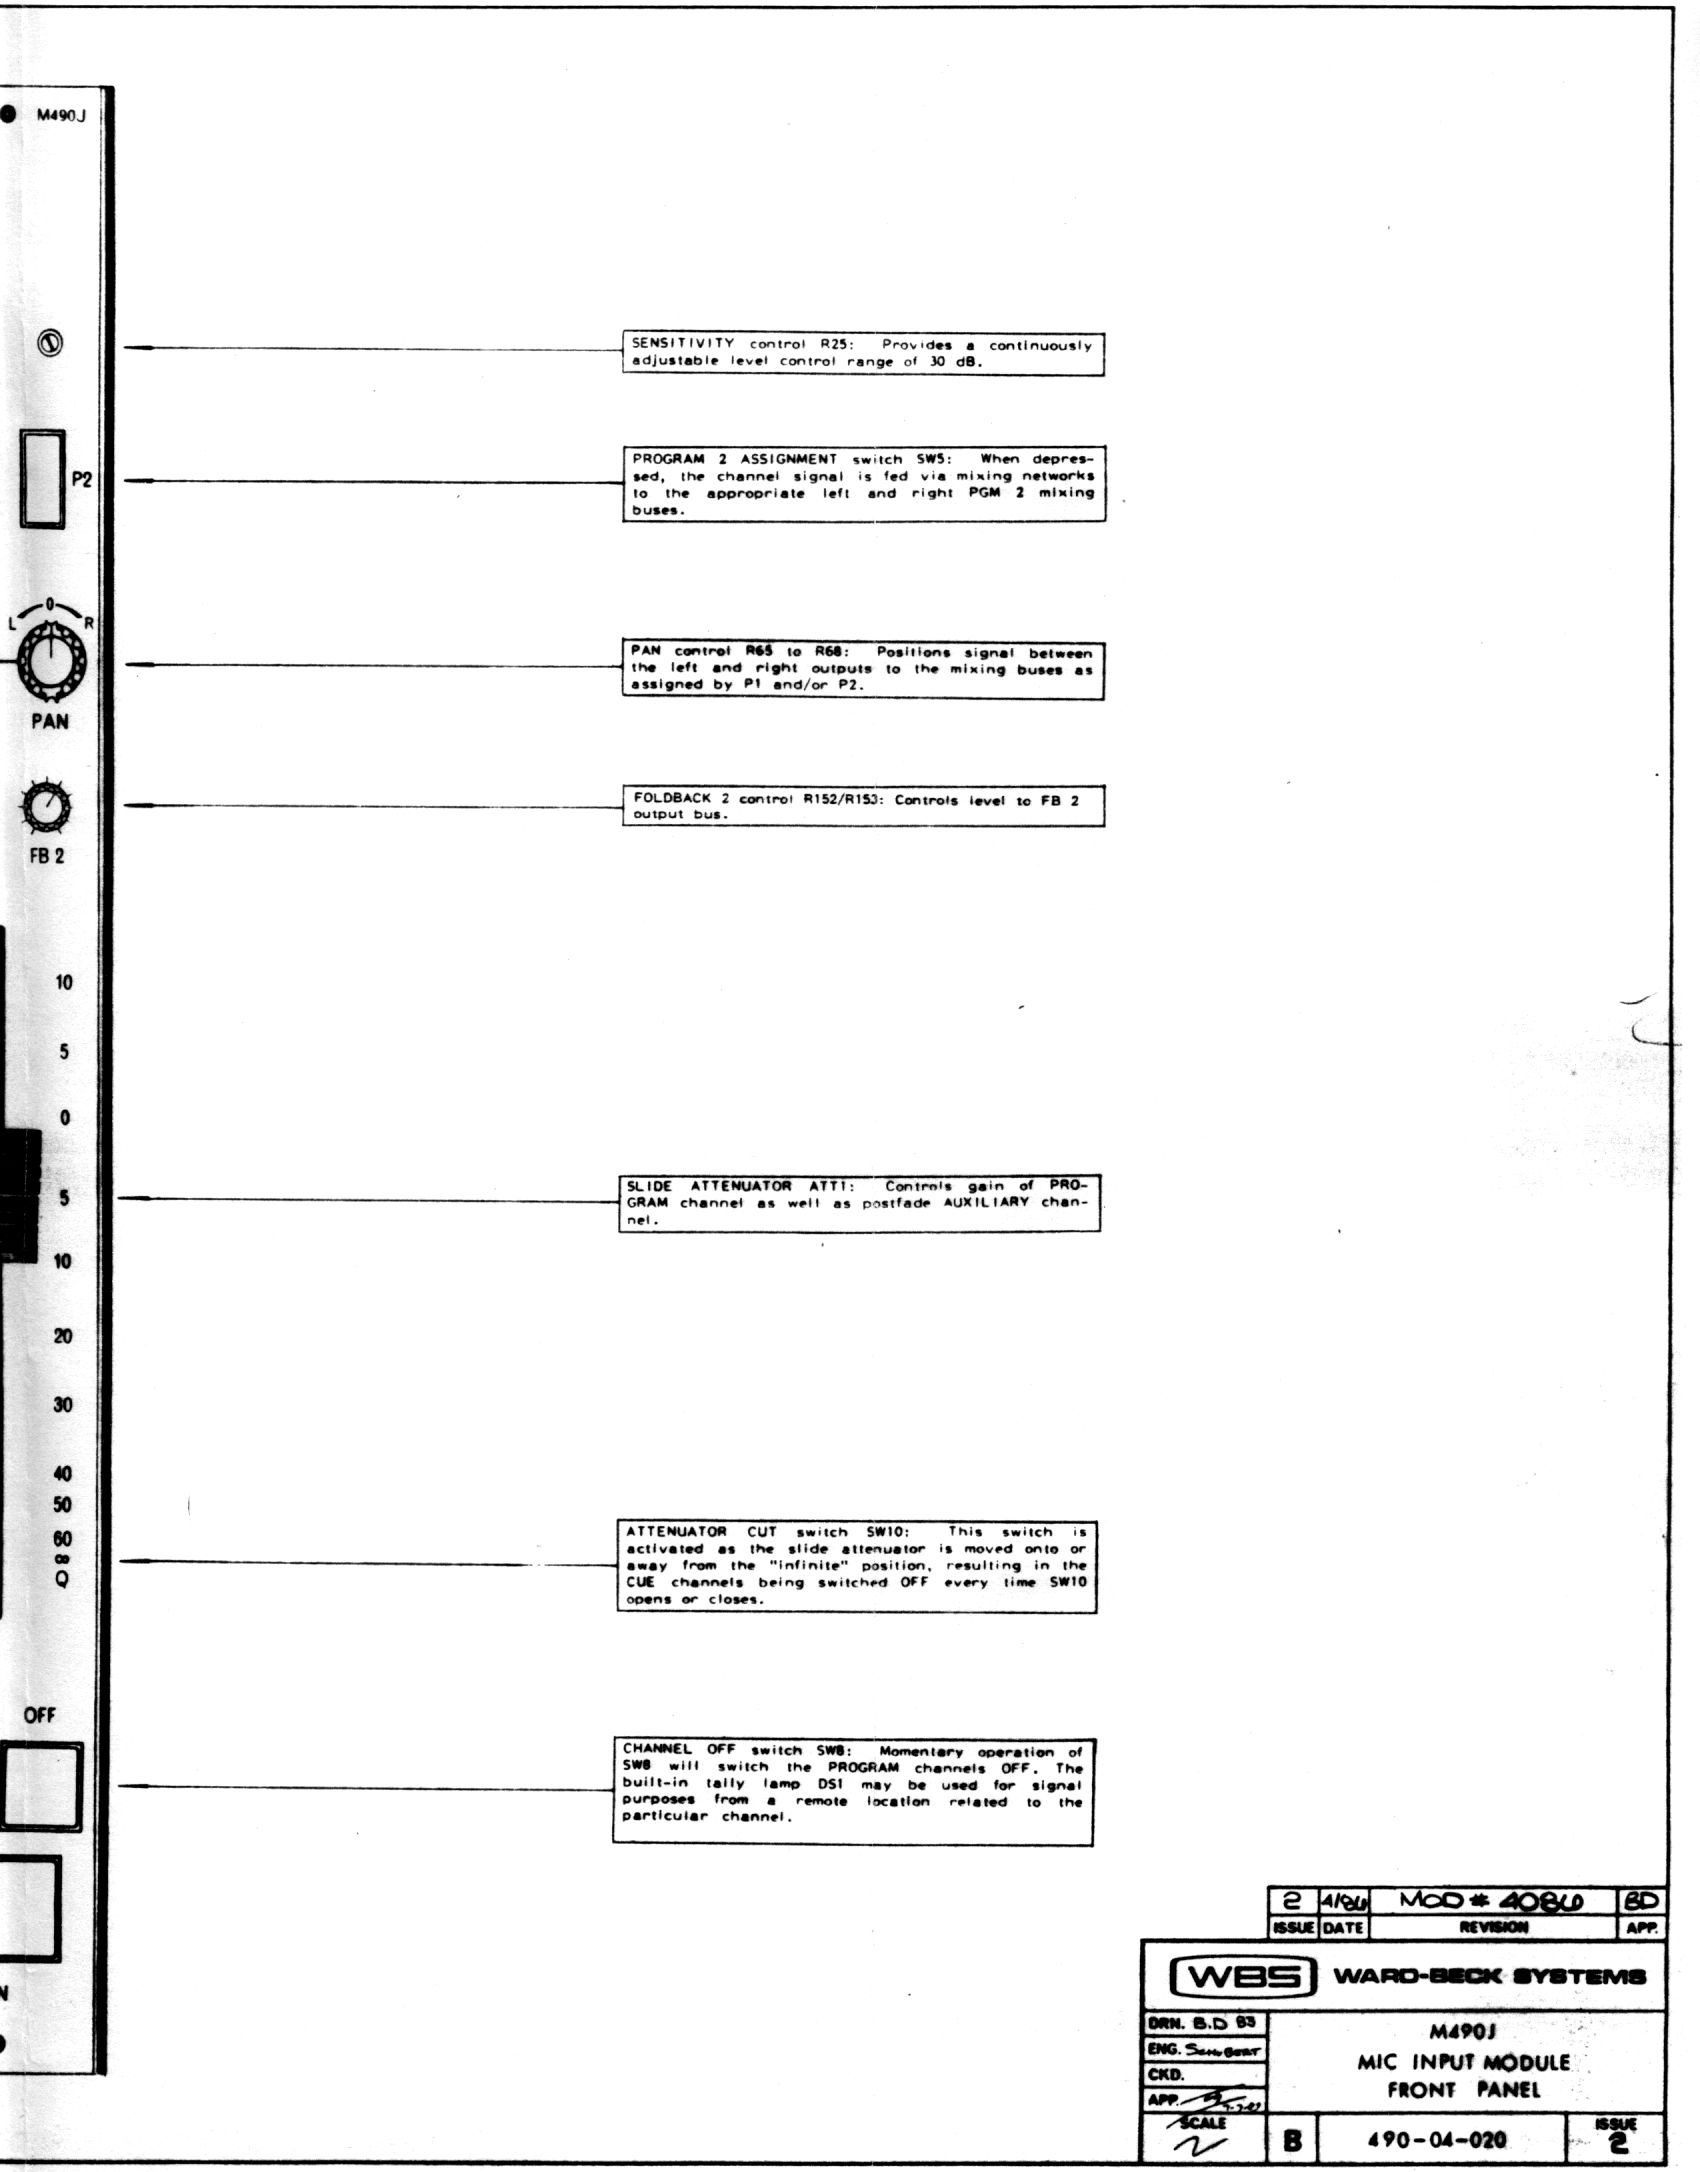 M490J
SENSITIVITY control R25: Provides a continuously
adjustable level control range of 30 dB.
P2
PROGRAM 2 ASSIGNMENT switch SW5: When depres-
sed, the channel signal is fed via mixing networks
to the appropriate left and right PGM 2 mixing
buses.
L 0 R
PAN
PAN control R65 to R68: Positions signal between
the left and right outputs to the mixing buses as
assigned by P1 and/or P2.
FB 2
FOLDBACK 2 control R152/R153: Controls level to FB 2
output bus.
10
5
0
5
SLIDE ATTENUATOR ATT1: Controls gain of PRO-
GRAM channel as well as postfade AUXILIARY chan-
nel.
10
20
30
40
50
60
∞
Q
ATTENUATOR CUT switch SW10: This switch is
activated as the slide attenuator is moved onto or
away from the "infinite" position, resulting in the
CUE channels being switched OFF every time SW10
opens or closes.
OFF
CHANNEL OFF switch SW8: Momentary operation of
SW8 will switch the PROGRAM channels OFF. The
built-in tally lamp DS1 may be used for signal
purposes from a remote location related to the
particular channel.
N
2 4/86 MOD # 4086 BD
ISSUE DATE REVISION APP.
WBS WARD-BECK SYSTEMS
DRN. B.D 83
ENG. SCHUBERT
CKD.
APP.
SCALE
M490J
MIC INPUT MODULE
FRONT PANEL
B
490-04-020
ISSUE
2